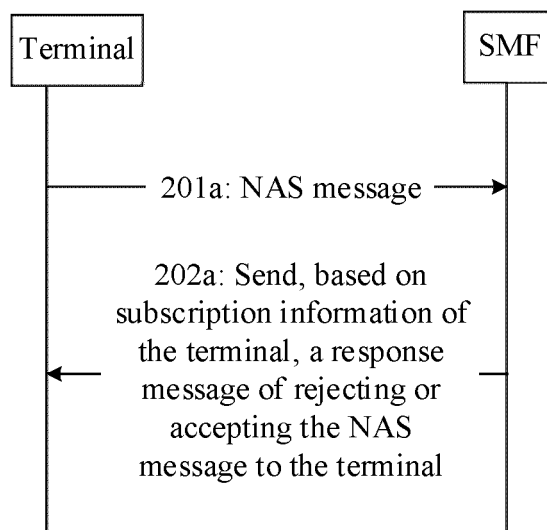 Terminal
SMF
201a: NAS message
202a: Send, based on
subscription information of
the terminal, a response
message of rejecting or
accepting the NAS
message to the terminal